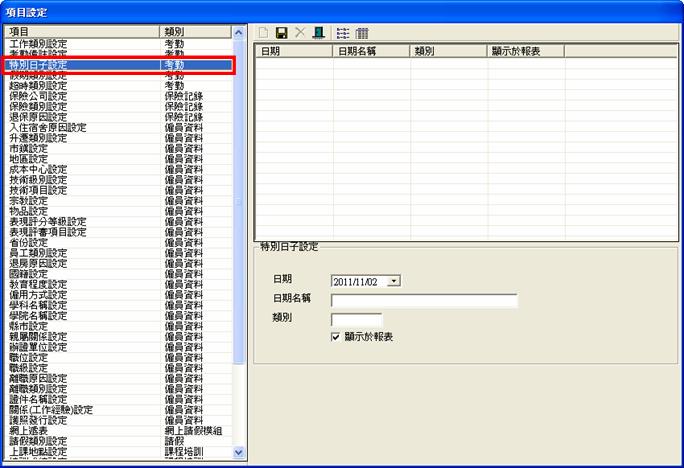 項目設定
項目 類別
工作類別設定 考勤
考勤備註設定 考勤
特別日子設定 考勤
假期類別設定 考勤
超時類別設定 考勤
保險公司設定 保險記錄
保險類別設定 保險記錄
退保原因設定 保險記錄
入住宿舍原因設定 僱員資料
升遷類別設定 僱員資料
市鎮設定 僱員資料
地區設定 僱員資料
成本中心設定 僱員資料
技術級別設定 僱員資料
技術項目設定 僱員資料
宗教設定 僱員資料
物品設定 僱員資料
表現評分等級設定 僱員資料
表現評審項目設定 僱員資料
省份設定 僱員資料
員工類別設定 僱員資料
退房原因設定 僱員資料
國籍設定 僱員資料
教育程度設定 僱員資料
僱用方式設定 僱員資料
學科名稱設定 僱員資料
學院名稱設定 僱員資料
縣市設定 僱員資料
親屬關係設定 僱員資料
辦證單位設定 僱員資料
職位設定 僱員資料
職級設定 僱員資料
離職原因設定 僱員資料
離職類別設定 僱員資料
證件名稱設定 僱員資料
關係(工作經驗)設定 僱員資料
護照發行設定 僱員資料
網上遞表 網上請假模組
請假類別設定 請假
上課地點設定 課程培訓
日期 日期名稱 類別 顯示於報表
特別日子設定
日期 2011/11/02
日期名稱
類別
顯示於報表